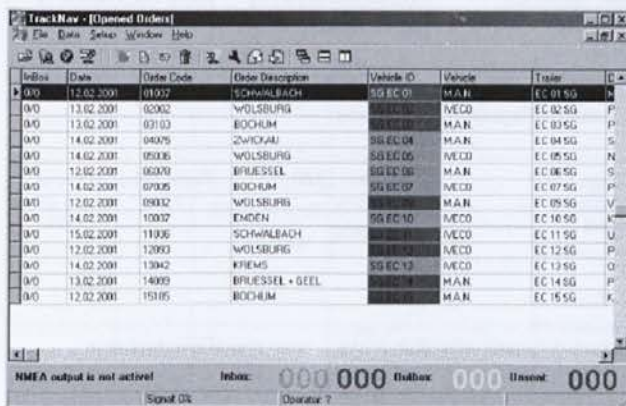 TrackNav - [Opened Orders]
File Data Setup Window Help
InBox Date Order Code Order Description Vehicle ID Vehicle Trailer
0/0 12.02.2001 01007 SCHWALBACH SG EC 01 M.A.N. EC 01 SG
0/0 13.02.2001 02002 WOLSBURG IVECO EC 02 SG P
0/0 13.02.2001 03103 BOCHUM M.A.N. EC 03 SG P
0/0 14.02.2001 04075 ZWICKAU SG EC 04 M.A.N. EC 04 SG S
0/0 14.02.2001 05006 WOLSBURG SG EC 05 IVECO EC 05 SG N
0/0 12.02.2001 06078 BRUESSEL SG EC 06 M.A.N. EC 06 SG S
0/0 14.02.2001 07005 BOCHUM SG EC 07 IVECO EC 07 SG P
0/0 12.02.2001 09032 WOLSBURG M.A.N. EC 09 SG V
0/0 14.02.2001 10007 EMDEN SG EC 10 IVECO EC 10 SG K
0/0 15.02.2001 11006 SCHWALBACH IVECO EC 11 SG U
0/0 12.02.2001 12093 WOLSBURG IVECO EC 12 SG P
0/0 14.02.2001 13042 KREMS SG EC 13 IVECO EC 13 SG O
0/0 13.02.2001 14009 BRUESSEL + GEEL M.A.N. EC 14 SG P
0/0 12.02.2001 15105 BOCHUM M.A.N. EC 15 SG K
NMEA output is not active! Inbox: 000 000 Outbox: 000 Unsent: 000
Signal: 0% Operator: ?